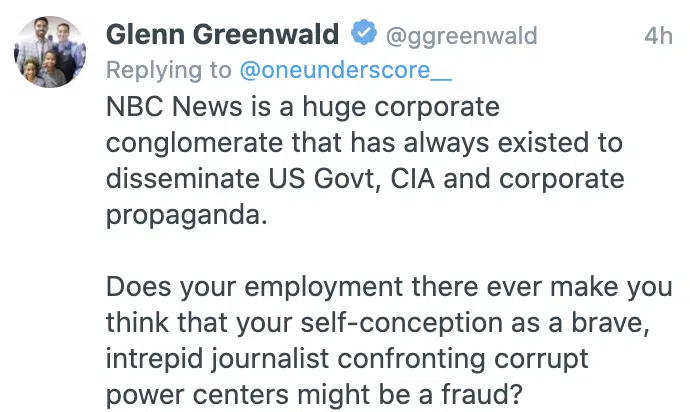 Glenn Greenwald @ggreenwald 4h
Replying to @oneunderscore__
NBC News is a huge corporate
conglomerate that has always existed to
disseminate US Govt, CIA and corporate
propaganda.
Does your employment there ever make you
think that your self-conception as a brave,
intrepid journalist confronting corrupt
power centers might be a fraud?